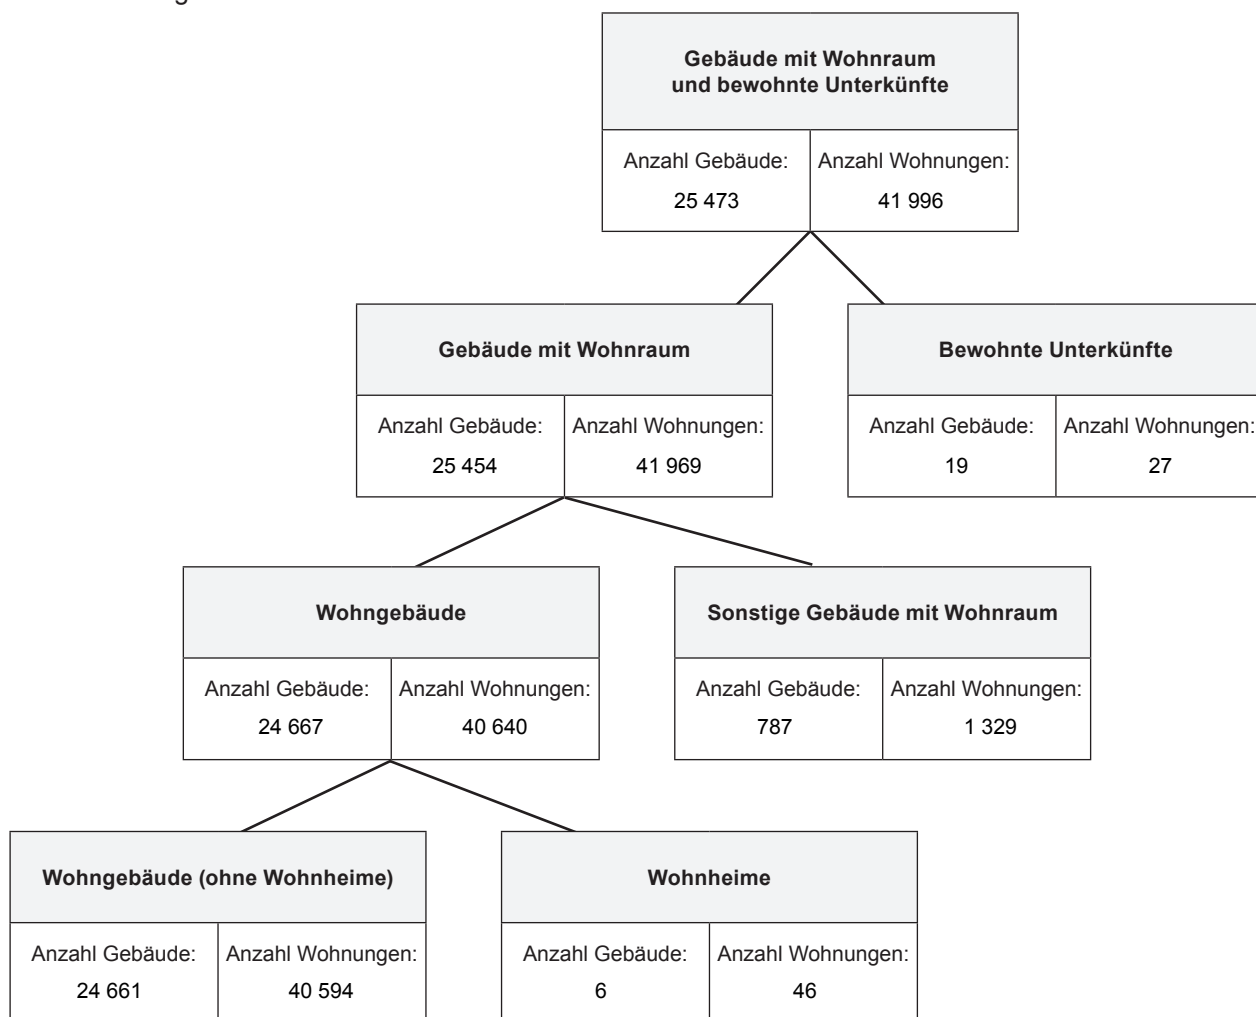 Gebäude mit Wohnraum
und bewohnte Unterkünfte
Anzahl Gebäude: Anzahl Wohnungen:
25 473 41 996
Gebäude mit Wohnraum
Anzahl Gebäude: Anzahl Wohnungen:
25 454 41 969
Bewohnte Unterkünfte
Anzahl Gebäude: Anzahl Wohnungen:
19 27
Wohngebäude
Anzahl Gebäude: Anzahl Wohnungen:
24 667 40 640
Sonstige Gebäude mit Wohnraum
Anzahl Gebäude: Anzahl Wohnungen:
787 1 329
Wohngebäude (ohne Wohnheime)
Anzahl Gebäude: Anzahl Wohnungen:
24 661 40 594
Wohnheime
Anzahl Gebäude: Anzahl Wohnungen:
6 46